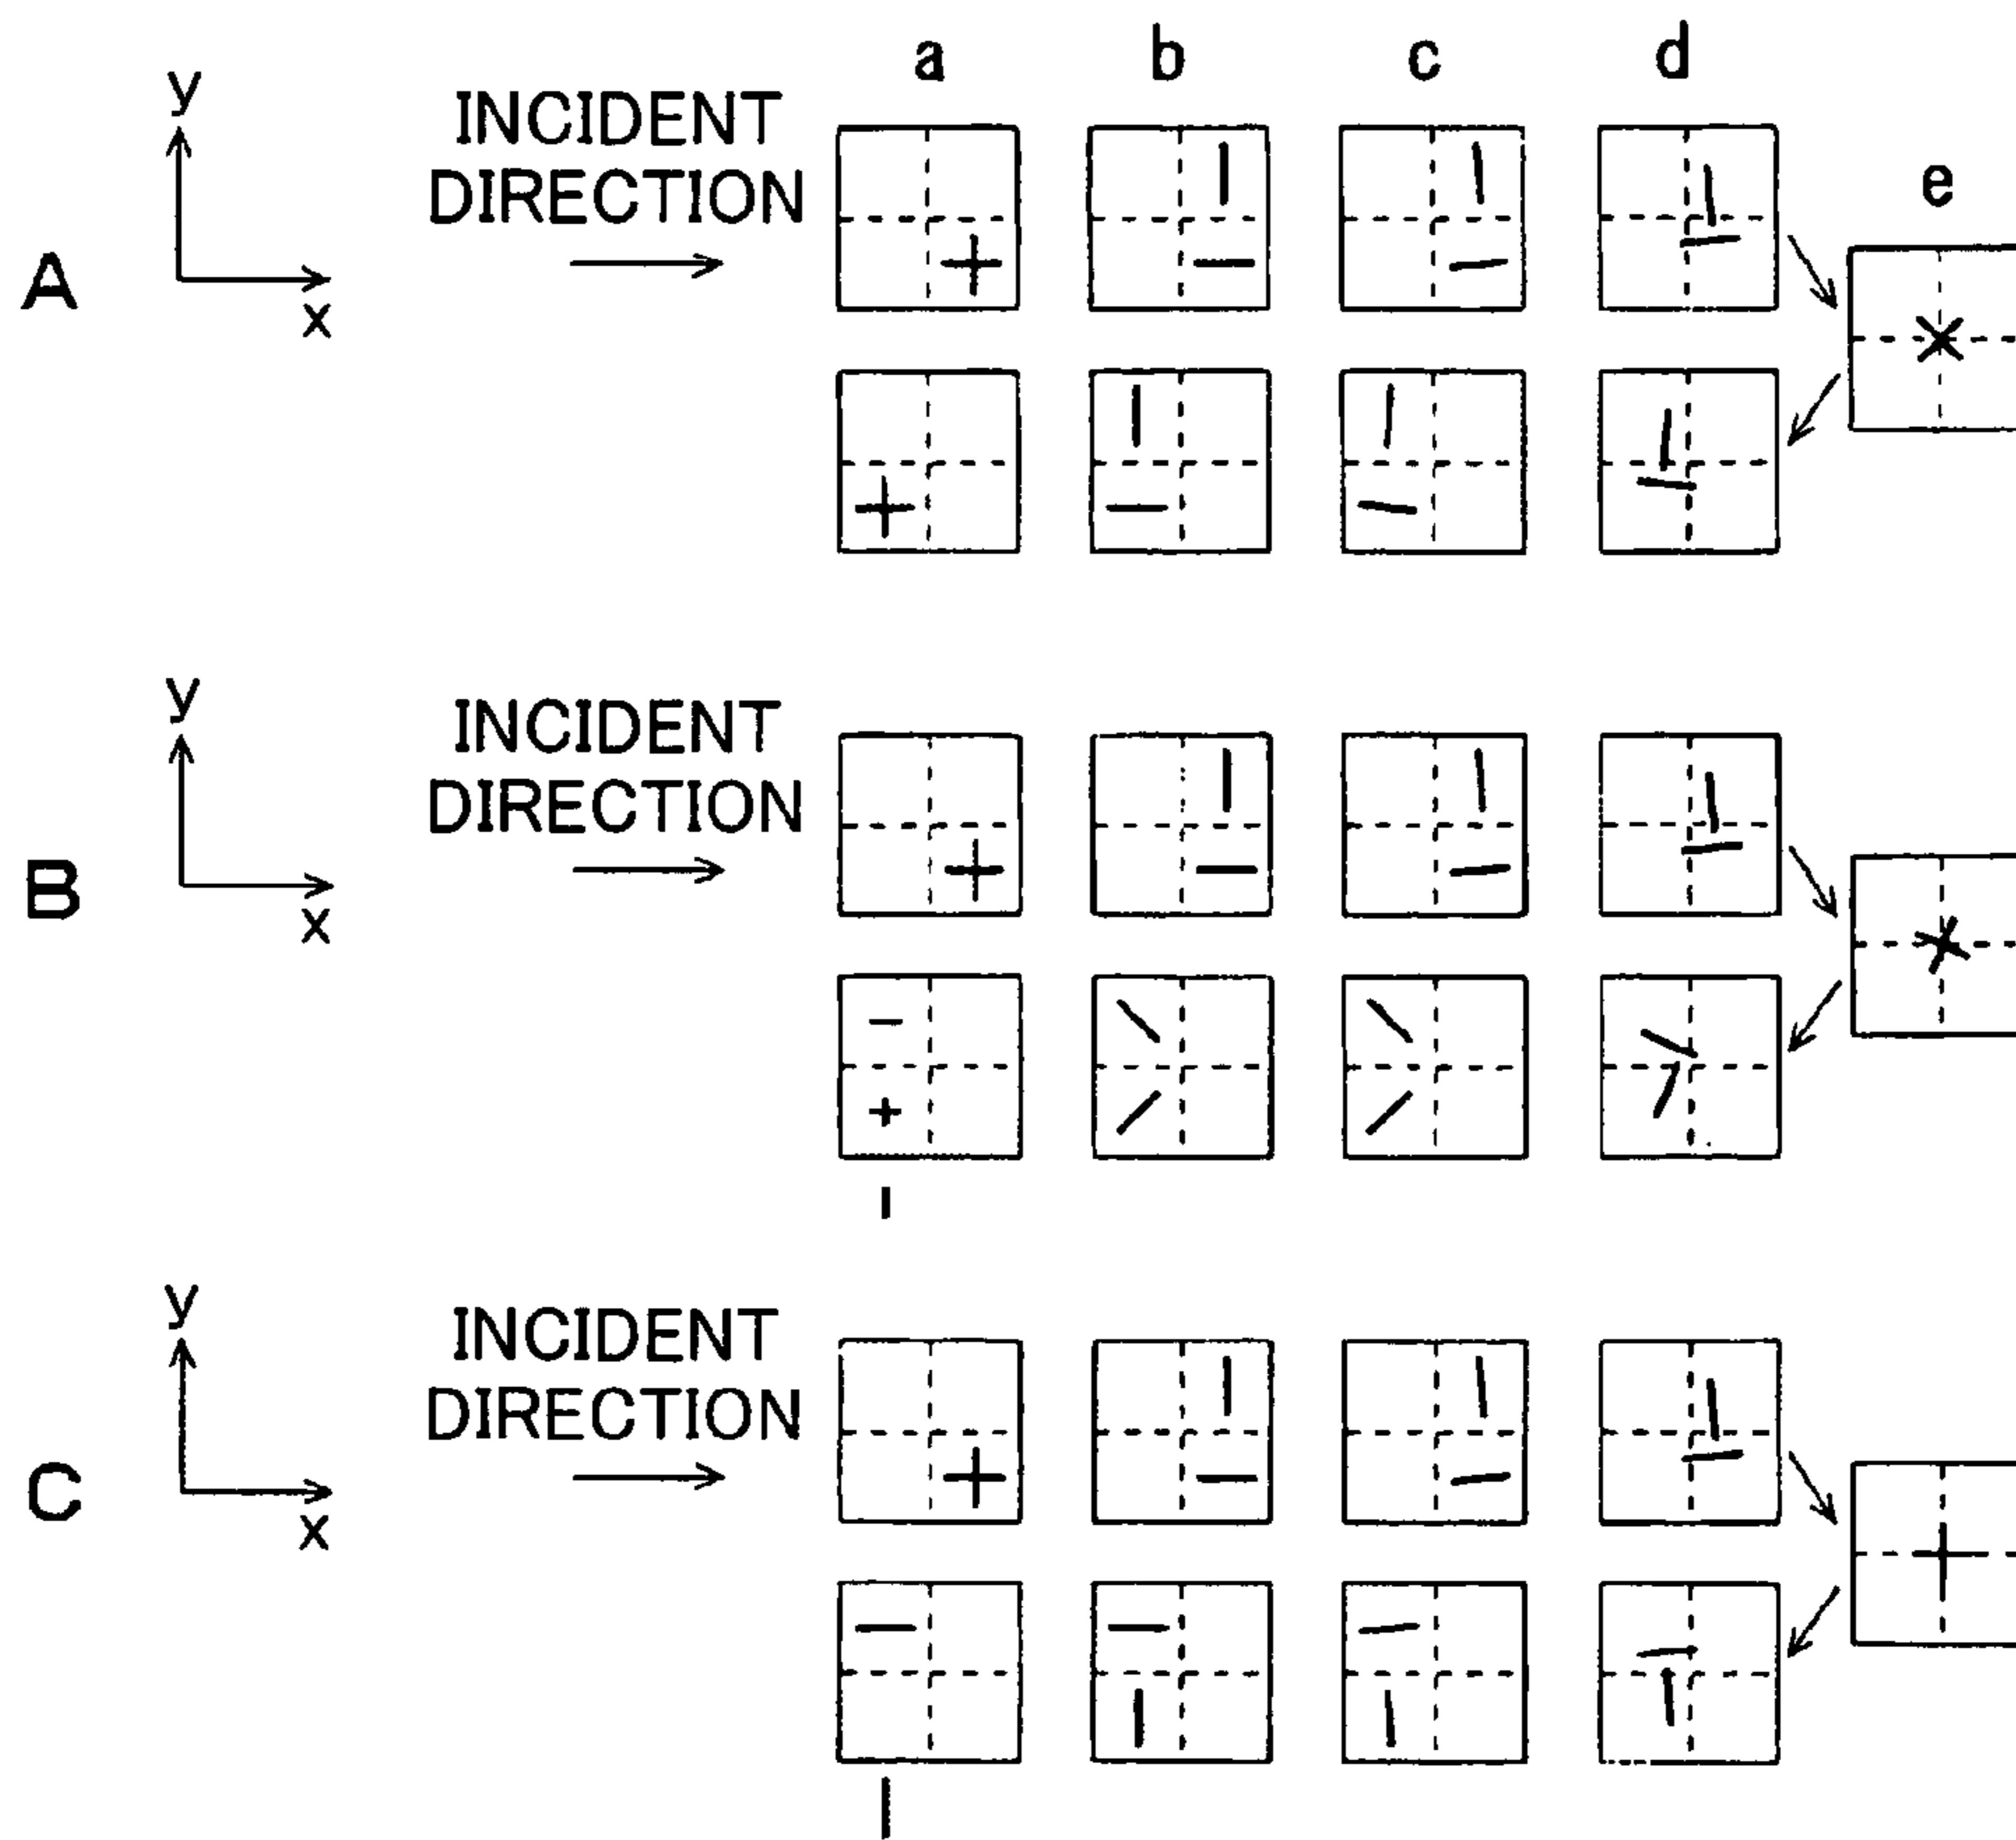 a b c d
e
y
INCIDENT
DIRECTION
A
x
y
INCIDENT
DIRECTION
B
x
y
INCIDENT
DIRECTION
C
x